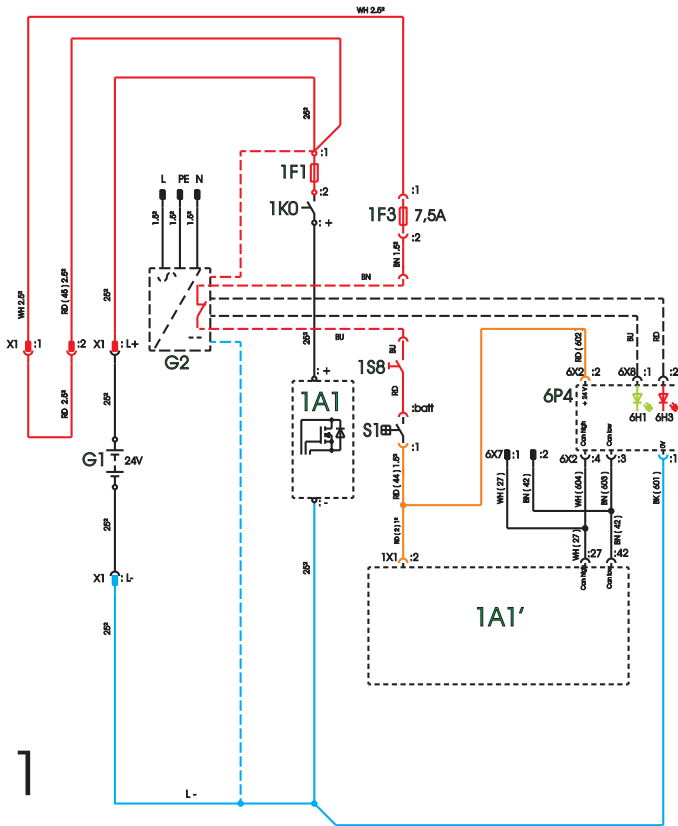 WH 2.5²
25²
:1
1F1
L PE N
:2
:1
1K0
1F3 7,5A
1.5² 1.5² 1.5²
: +
:2
BN 1.5²
BN
WH 2.5²
RD ( 45 ) 2.5²
25²
BU
25²
BU
RD ( 602 )
BU
RD
X1 :1
:2
X1 : L+
G2
1S8
BU
6X2 :2
6X8 :1
:2
: +
RD
+ 24 V
6P4
1A1
:batt
6H1 6H3
RD 2.5²
25²
S1
Can high
Can low
0V
:1
G1 24V
6X7 :1 :2
6X2 :4 :3 :1
RD ( 44 ) 1.5²
WH ( 27 )
BN ( 42 )
WH ( 604 )
BN ( 603 )
BK ( 601 )
: -
25²
RD ( 2 ) 1²
WH ( 27 )
BN ( 42 )
1X1 :2
:27 :42
X1 : L-
25²
Can high
Can low
25²
1A1’
1
L -